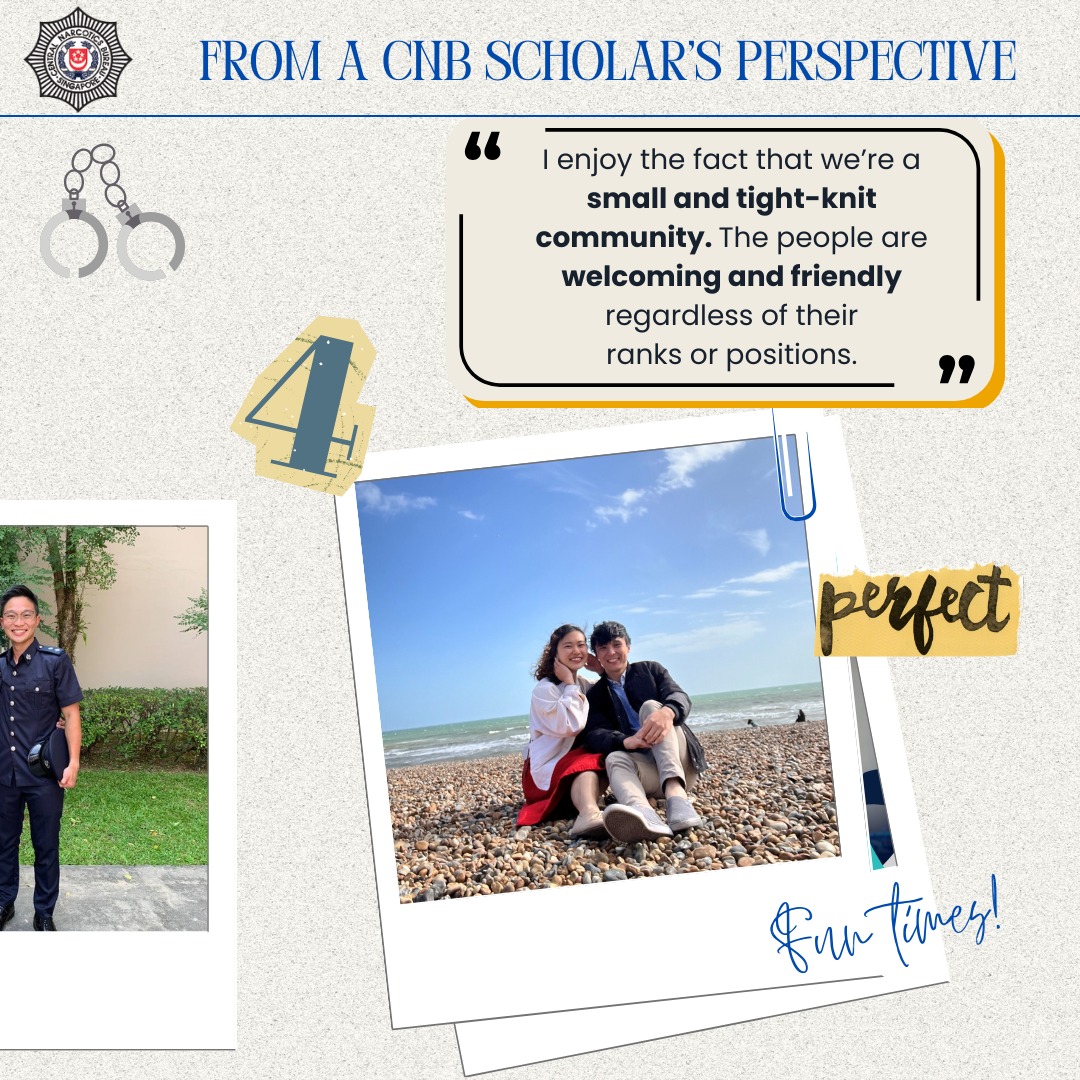 CENTRAL NARCOTICS BUREAU
SINGAPORE
FROM A CNB SCHOLAR’S PERSPECTIVE
“
I enjoy the fact that we’re a
small and tight-knit
community. The people are
welcoming and friendly
regardless of their
ranks or positions.
”
4
perfect
Fun times!